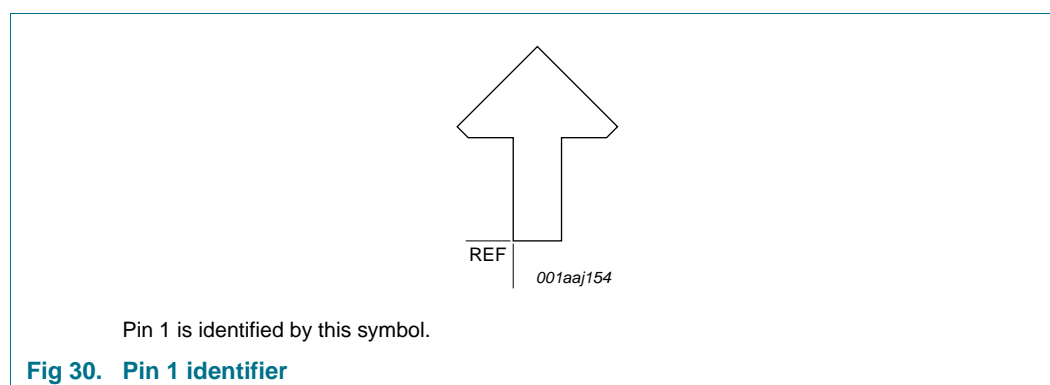 REF
001aaj154
Pin 1 is identified by this symbol.
Fig 30. Pin 1 identifier